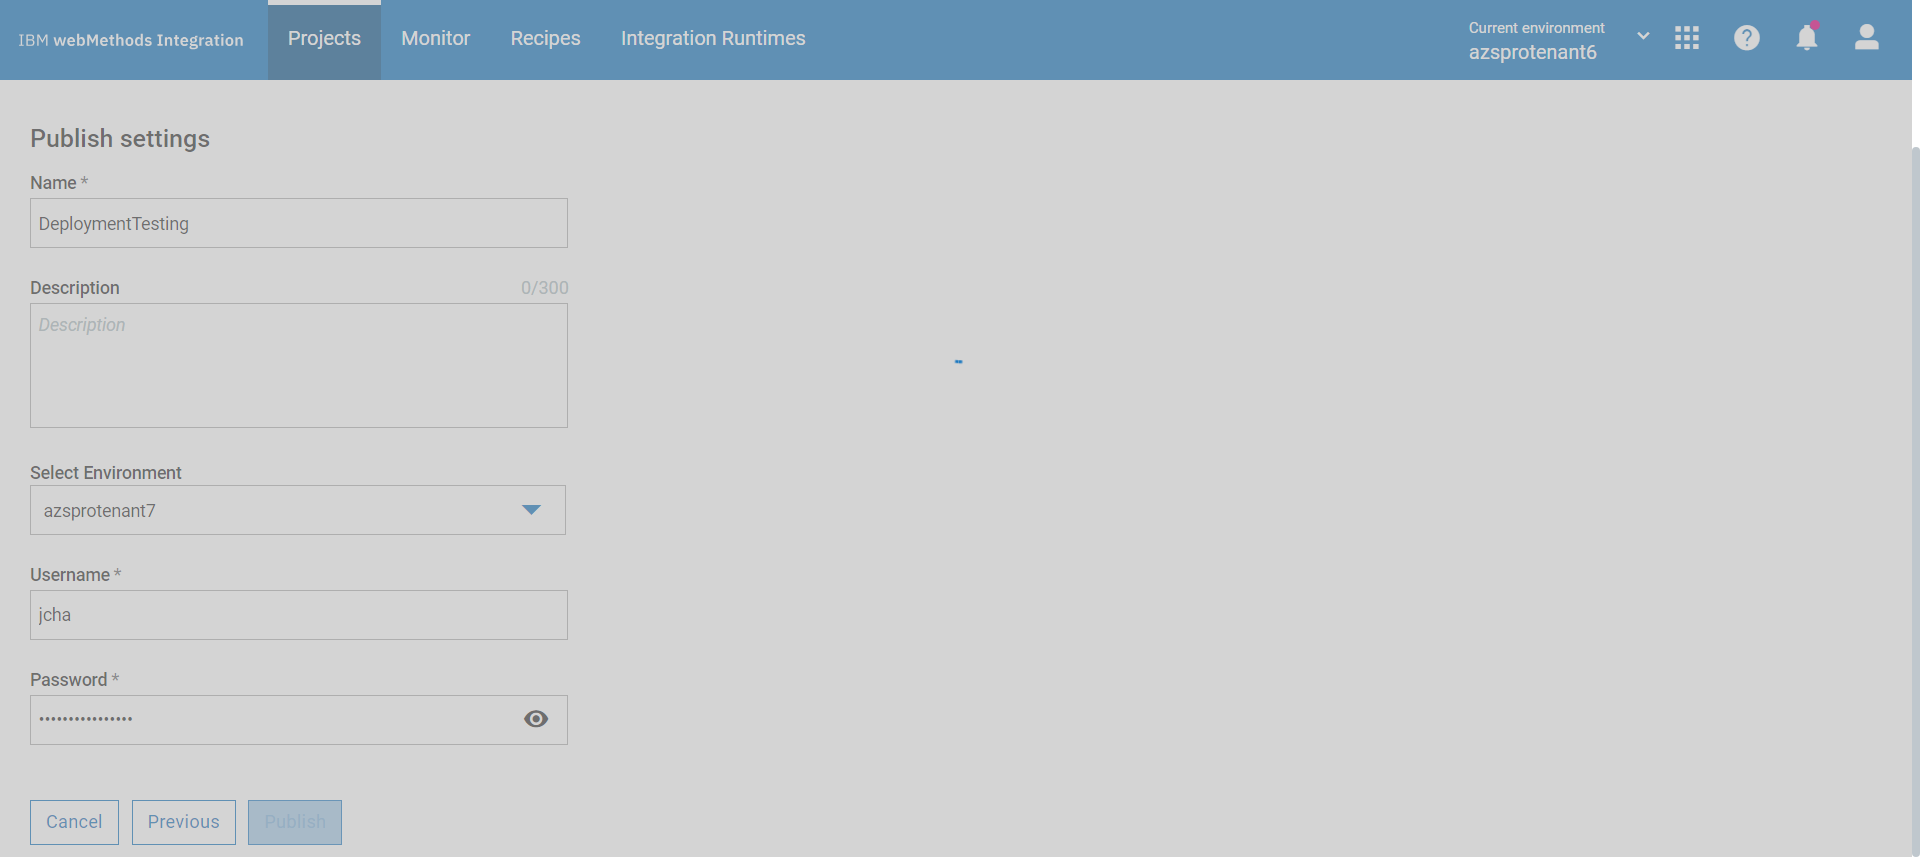 IBM webMethods Integration
Projects
Monitor
Recipes
Integration Runtimes
Current environment
azsprotenant6
Publish settings
Name *
DeploymentTesting
Description 0/300
Description
Select Environment
azsprotenant7
Username *
jcha
Password *
••••••••••••••••
Cancel
Previous
Publish